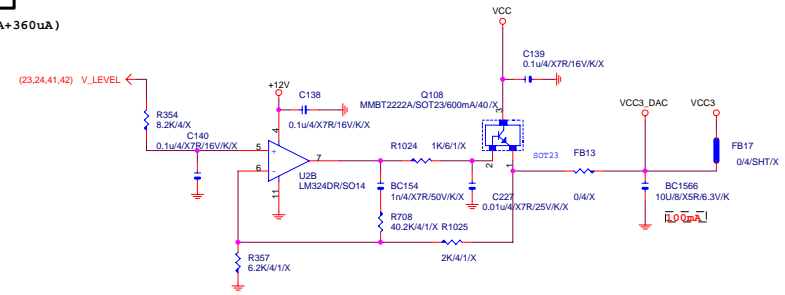 A+360uA)
VCC
C139
0.1u/4/X7R/16V/K/X
(23,24,41,42) V_LEVEL
+12V
C138
0.1u/4/X7R/16V/K/X
Q108
MMBT2222A/SOT23/600mA/40/X
3
VCC3_DAC
VCC3
R354
8.2K/4/X
C140
0.1u/4/X7R/16V/K/X
4
5
+
6
-
7
11
U2B
LM324DR/SO14
R1024
1K/6/1/X
2
1
SOT23
FB13
0/4/X
FB17
0/4/SHT/X
BC154
1n/4/X7R/50V/K/X
C227
0.01u/4/X7R/25V/K/X
BC1566
10U/8/X5R/6.3V/K
100mA
R708
40.2K/4/1/X
R1025
2K/4/1/X
R357
6.2K/4/1/X